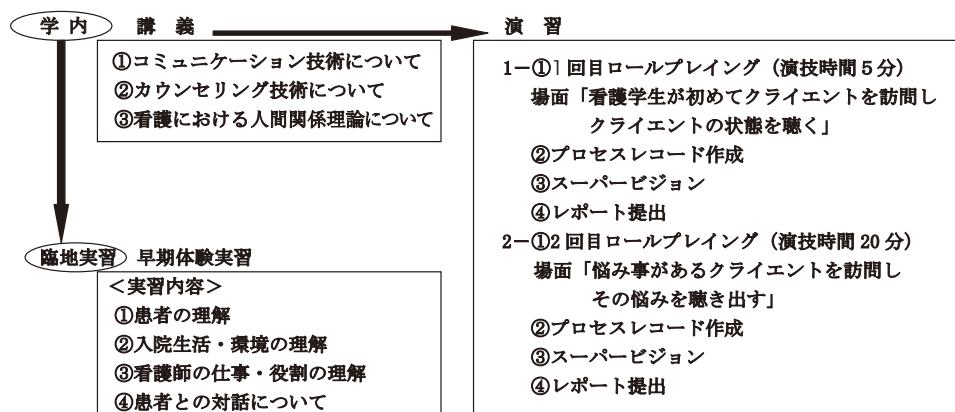 学内 講義
①コミュニケーション技術について
②カウンセリング技術について
③看護における人間関係理論について
臨地実習 早期体験実習
＜実習内容＞
①患者の理解
②入院生活・環境の理解
③看護師の仕事・役割の理解
④患者との対話について
演習
1－①1回目ロールプレイング（演技時間5分）
場面「看護学生が初めてクライエントを訪問し
クライエントの状態を聴く」
②プロセスレコード作成
③スーパービジョン
④レポート提出
2－①2回目ロールプレイング（演技時間20分）
場面「悩み事があるクライエントを訪問し
その悩みを聴き出す」
②プロセスレコード作成
③スーパービジョン
④レポート提出